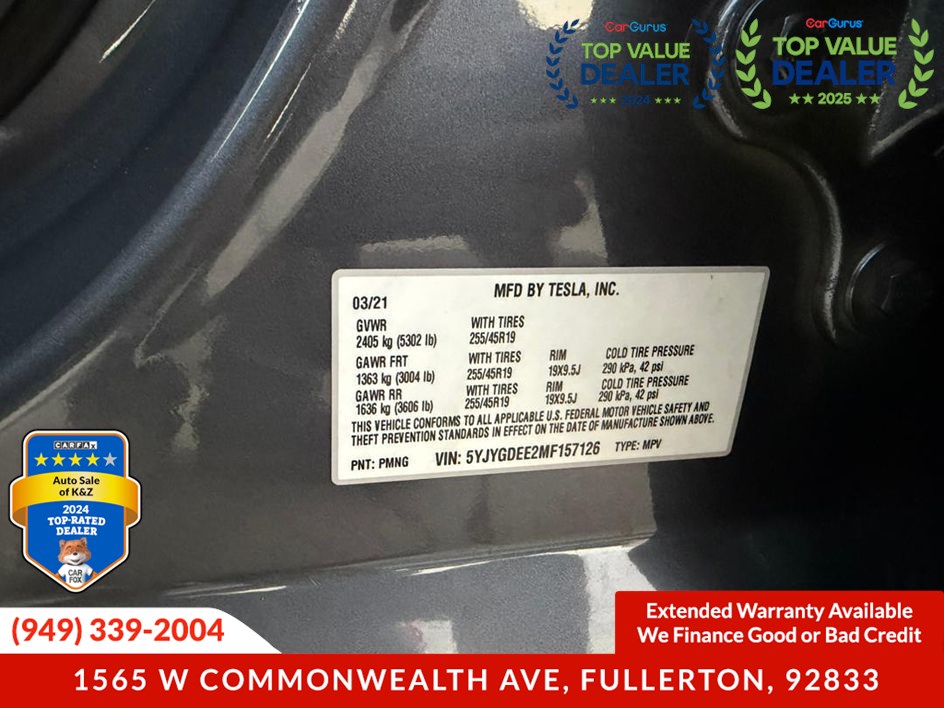 CarGurus
TOP VALUE
DEALER
★★★ 2024 ★★★
CarGurus
TOP VALUE
DEALER
★★ 2025 ★★
MFD BY TESLA, INC.
03/21
GVWR WITH TIRES
2405 kg (5302 lb) 255/45R19
GAWR FRT WITH TIRES RIM COLD TIRE PRESSURE
1363 kg (3004 lb) 255/45R19 19X9.5J 290 kPa, 42 psi
GAWR RR WITH TIRES RIM COLD TIRE PRESSURE
1636 kg (3606 lb) 255/45R19 19X9.5J 290 kPa, 42 psi
THIS VEHICLE CONFORMS TO ALL APPLICABLE U.S. FEDERAL MOTOR VEHICLE SAFETY AND
THEFT PREVENTION STANDARDS IN EFFECT ON THE DATE OF MANUFACTURE SHOWN ABOVE.
PNT: PMNG VIN: 5YJYGDEE2MF157126 TYPE: MPV
CARFAX
Auto Sale
of K&Z
2024
TOP-RATED
DEALER
CAR
FOX
(949) 339-2004
Extended Warranty Available
We Finance Good or Bad Credit
1565 W COMMONWEALTH AVE, FULLERTON, 92833